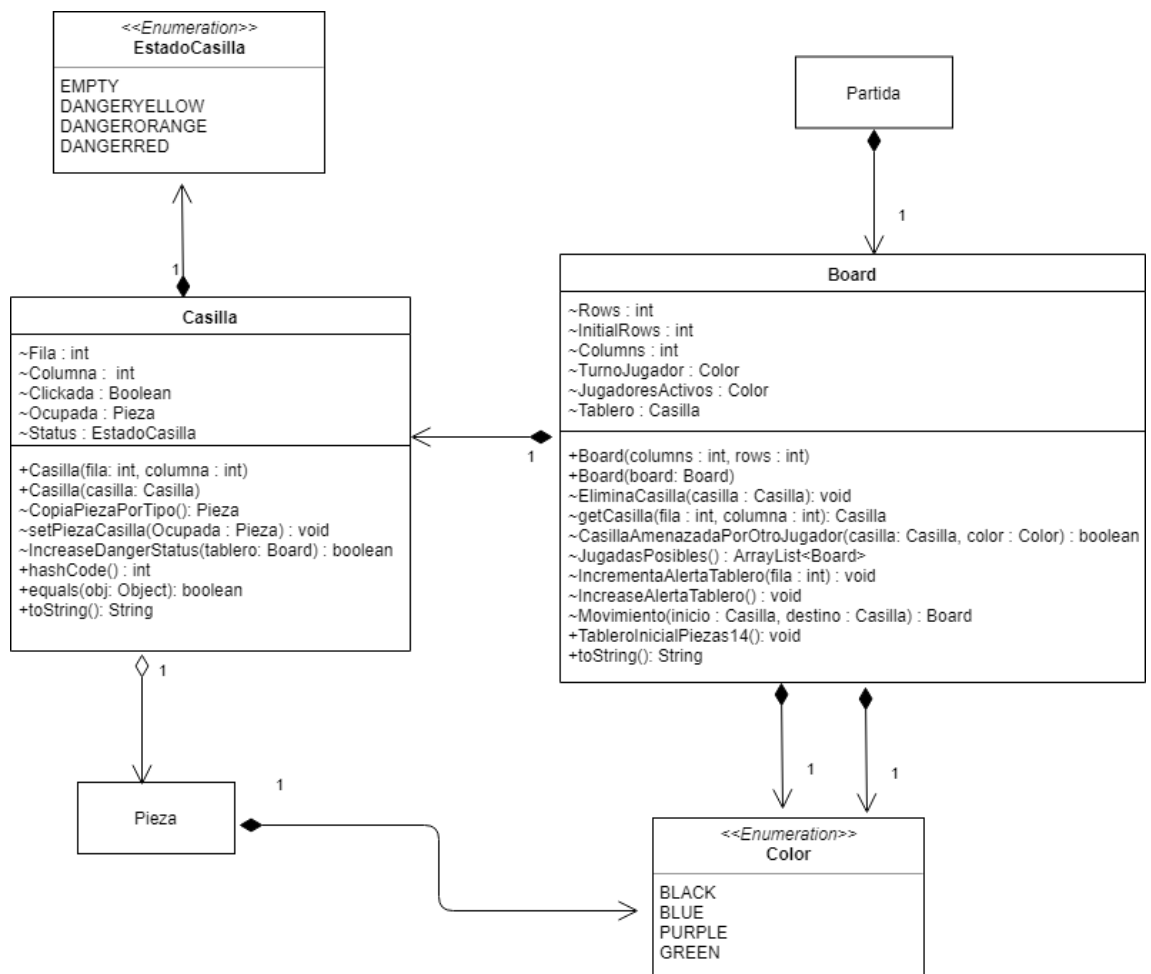 <<Enumeration>>
EstadoCasilla
EMPTY
DANGERYELLOW
DANGERORANGE
DANGERRED
Partida
1
1
Casilla
~Fila : int
~Columna :  int
~Clickada : Boolean
~Ocupada : Pieza
~Status : EstadoCasilla
+Casilla(fila: int, columna : int)
+Casilla(casilla: Casilla)
~CopiaPiezaPorTipo(): Pieza
~setPiezaCasilla(Ocupada : Pieza) : void
~IncreaseDangerStatus(tablero: Board) : boolean
+hashCode() : int
+equals(obj: Object): boolean
+toString(): String
1
Board
~Rows : int
~InitialRows : int
~Columns : int
~TurnoJugador : Color
~JugadoresActivos : Color
~Tablero : Casilla
+Board(columns : int, rows : int)
+Board(board: Board)
~EliminaCasilla(casilla : Casilla): void
~getCasilla(fila : int, columna : int): Casilla
~CasillaAmenazadaPorOtroJugador(casilla: Casilla, color : Color) : boolean
~JugadasPosibles() : ArrayList<Board>
~IncrementaAlertaTablero(fila : int) : void
~IncreaseAlertaTablero() : void
~Movimiento(inicio : Casilla, destino : Casilla) : Board
+TableroInicialPiezas14(): void
+toString(): String
1
1
1
Pieza
1
<<Enumeration>>
Color
BLACK
BLUE
PURPLE
GREEN